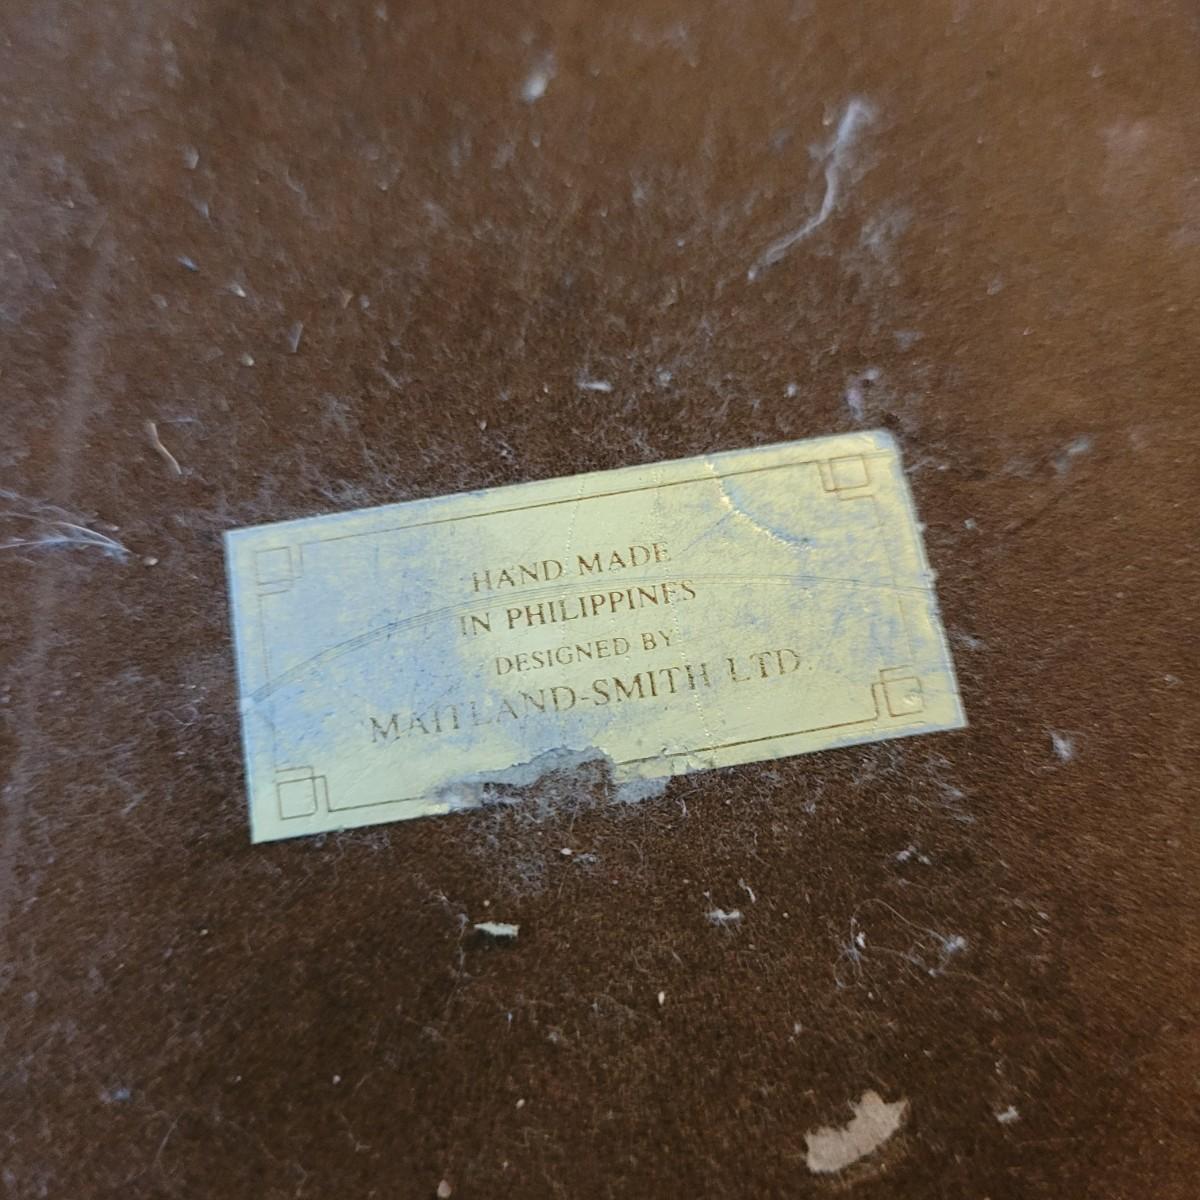 HAND MADE
IN PHILIPPINES
DESIGNED BY
MAITLAND-SMITH LTD.